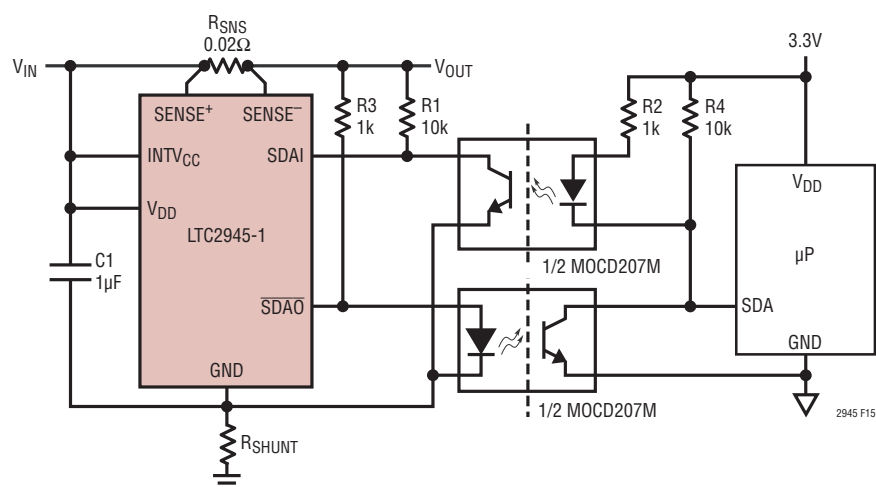 RSNS
0.02Ω
VIN
VOUT
3.3V
SENSE+
SENSE–
R3
1k
R1
10k
R2
1k
R4
10k
INTVCC
SDAI
VDD
VDD
LTC2945-1
µP
C1
1µF
1/2 MOCD207M
SDAO
SDA
GND
GND
1/2 MOCD207M
2945 F15
RSHUNT